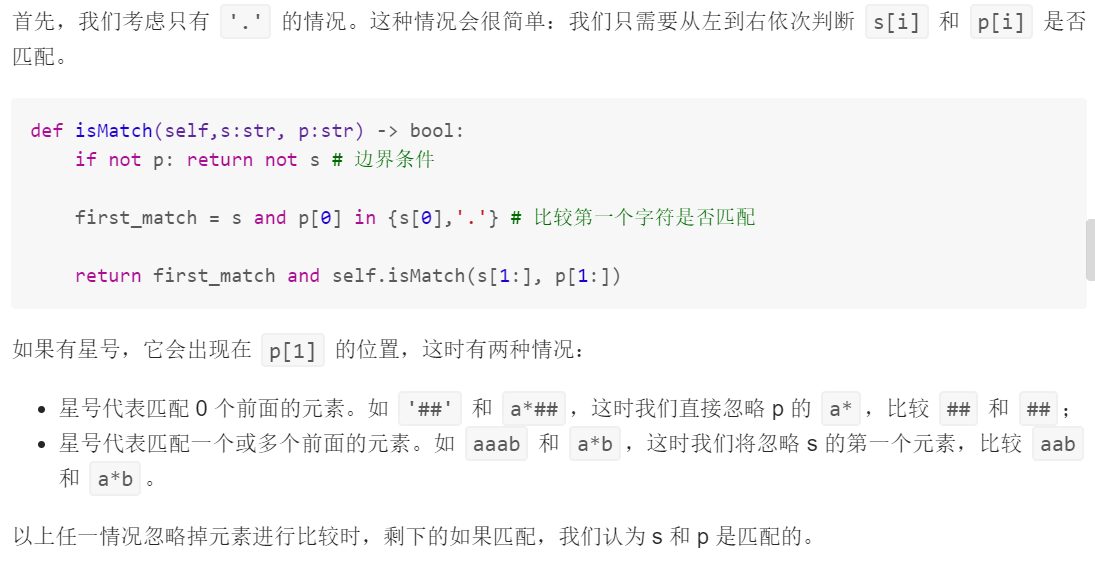 首先，我们考虑只有 '.' 的情况。这种情况会很简单：我们只需要从左到右依次判断 s[i] 和 p[i] 是否
匹配。
def isMatch(self,s:str, p:str) -> bool:
    if not p: return not s # 边界条件
    first_match = s and p[0] in {s[0],'.'} # 比较第一个字符是否匹配
    return first_match and self.isMatch(s[1:], p[1:])
如果有星号，它会出现在 p[1] 的位置，这时有两种情况：
• 星号代表匹配 0 个前面的元素。如 '##' 和 a*## ，这时我们直接忽略 p 的 a* ，比较 ## 和 ## ；
• 星号代表匹配一个或多个前面的元素。如 aaab 和 a*b ，这时我们将忽略 s 的第一个元素，比较 aab
和 a*b 。
以上任一情况忽略掉元素进行比较时，剩下的如果匹配，我们认为 s 和 p 是匹配的。